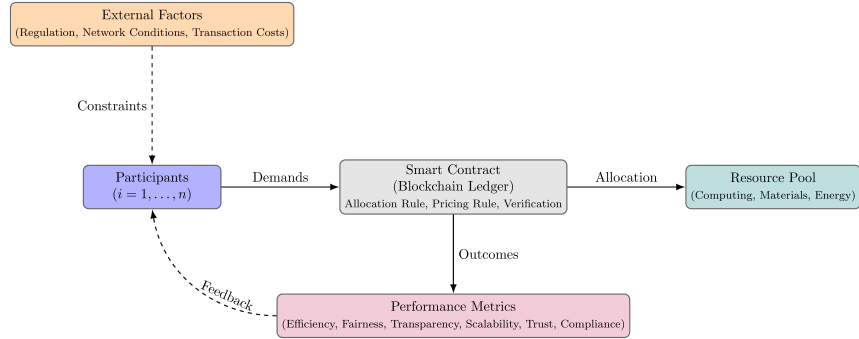 External Factors
(Regulation, Network Conditions, Transaction Costs)
Constraints
Participants
(i = 1, . . . , n)
Demands
Smart Contract
(Blockchain Ledger)
Allocation Rule, Pricing Rule, Verification
Allocation
Resource Pool
(Computing, Materials, Energy)
Outcomes
Feedback
Performance Metrics
(Efficiency, Fairness, Transparency, Scalability, Trust, Compliance)